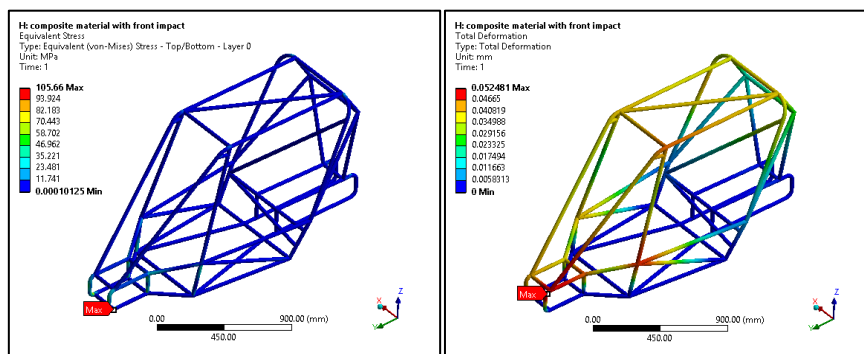 H: composite material with front impact
Equivalent Stress
Type: Equivalent (von-Mises) Stress - Top/Bottom - Layer 0
Unit: MPa
Time: 1
105.66 Max
93.924
82.183
70.443
58.702
46.962
35.221
23.481
11.741
0.00010125 Min
Max
0.00
900.00 (mm)
450.00
X
Y
Z
H: composite material with front impact
Total Deformation
Type: Total Deformation
Unit: mm
Time: 1
0.052481 Max
0.04665
0.040819
0.034988
0.029156
0.023325
0.017494
0.011663
0.0058313
0 Min
Max
0.00
900.00 (mm)
450.00
X
Y
Z